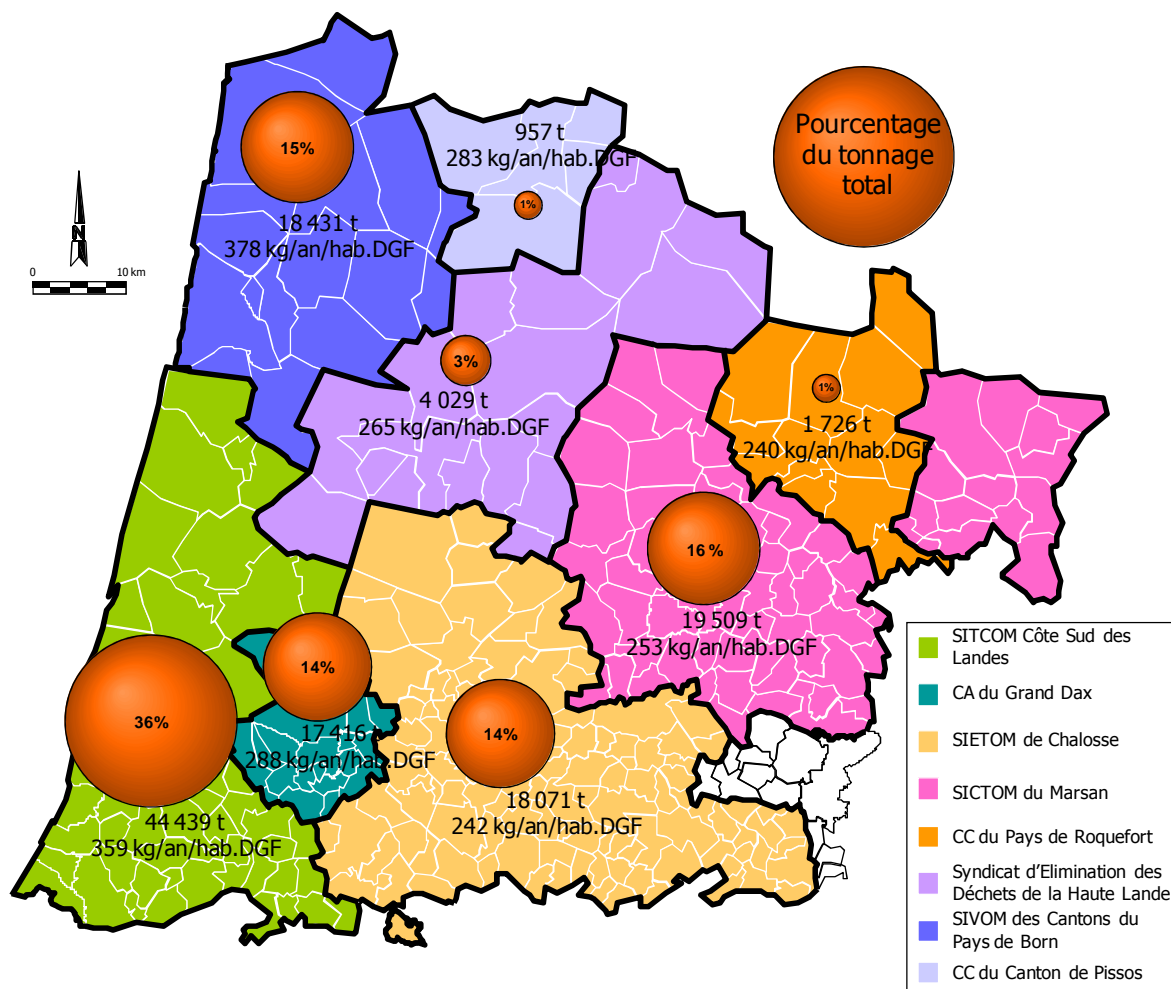 Pourcentage
du tonnage
total
957 t
283 kg/an/hab.DGF
1%
15%
18 431 t
378 kg/an/hab.DGF
N
0 10 km
3%
4 029 t
265 kg/an/hab.DGF
1%
1 726 t
240 kg/an/hab.DGF
16 %
19 509 t
253 kg/an/hab.DGF
14%
17 416 t
288 kg/an/hab.DGF
36%
44 439 t
359 kg/an/hab.DGF
14%
18 071 t
242 kg/an/hab.DGF
SITCOM Côte Sud des
Landes
CA du Grand Dax
SIETOM de Chalosse
SICTOM du Marsan
CC du Pays de Roquefort
Syndicat d'Elimination des
Déchets de la Haute Lande
SIVOM des Cantons du
Pays de Born
CC du Canton de Pissos